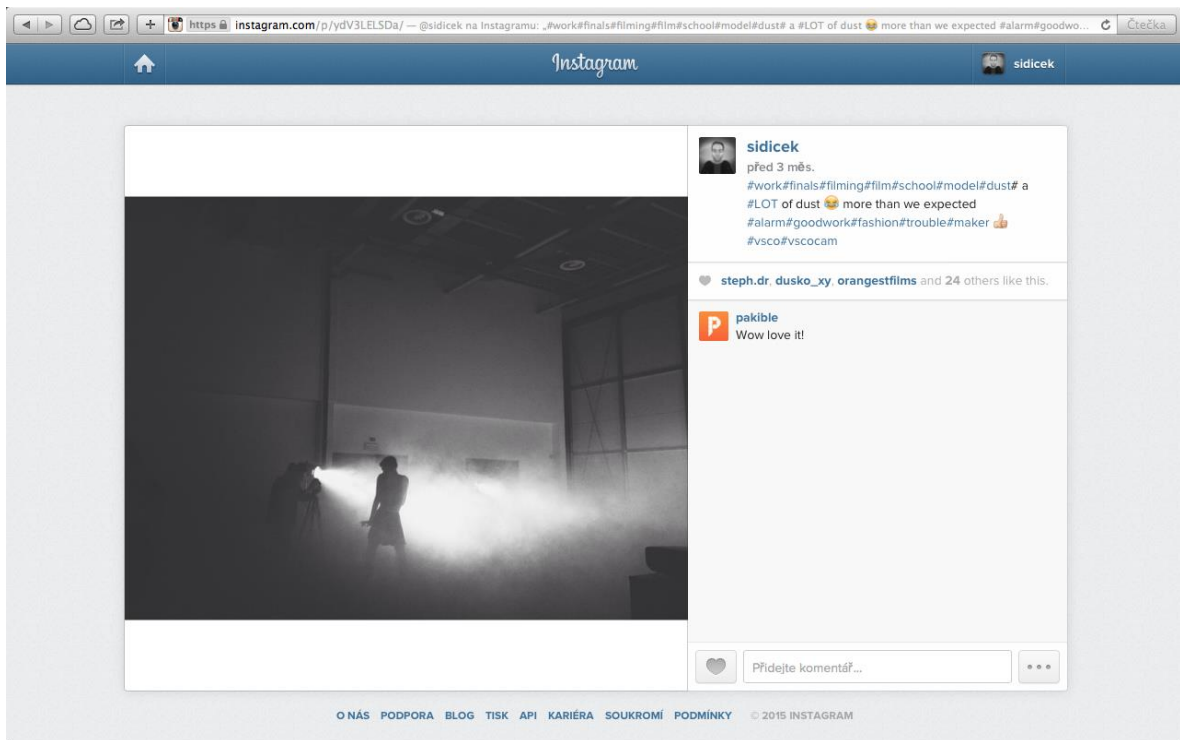 https instagram.com/p/ydV3LELSDa/ — @sidicek na Instagramu: „#work#finals#filming#film#school#model#dust# a #LOT of dust 😂 more than we expected #alarm#goodwo... Čtečka
Instagram
sidicek
sidicek
před 3 měs.
#work#finals#filming#film#school#model#dust# a
#LOT of dust 😂 more than we expected
#alarm#goodwork#fashion#trouble#maker 👍
#vsco#vscocam
steph.dr, dusko_xy, orangestfilms and 24 others like this.
P
pakible
Wow love it!
Přidejte komentář...
O NÁS PODPORA BLOG TISK API KARIÉRA SOUKROMÍ PODMÍNKY © 2015 INSTAGRAM